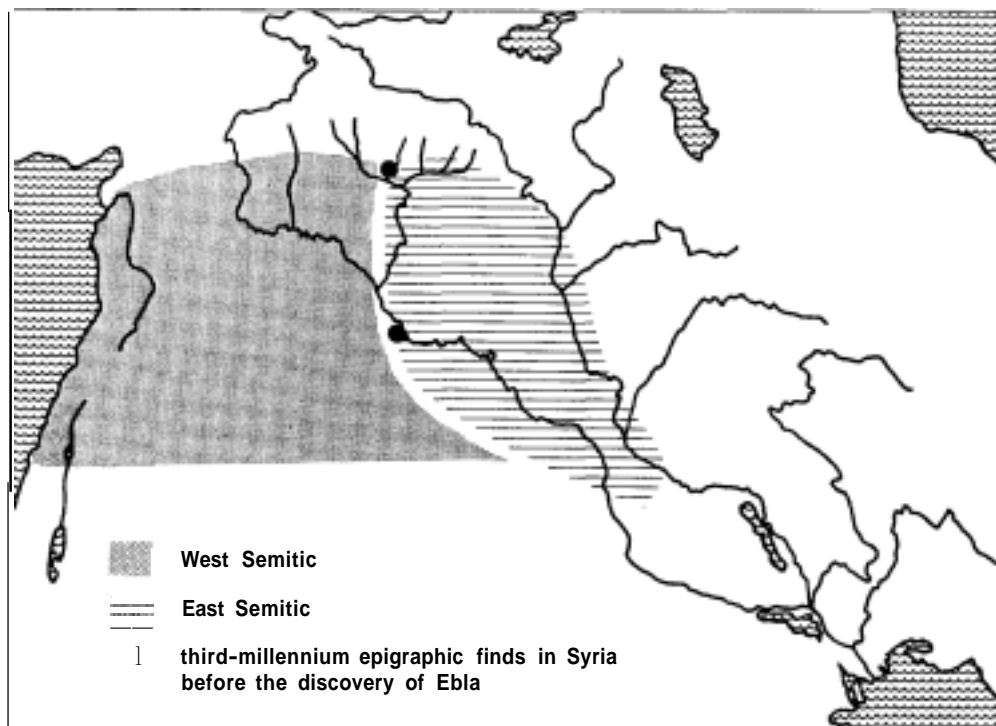 West Semitic
East Semitic
l third-millennium epigraphic finds in Syria
before the discovery of Ebla